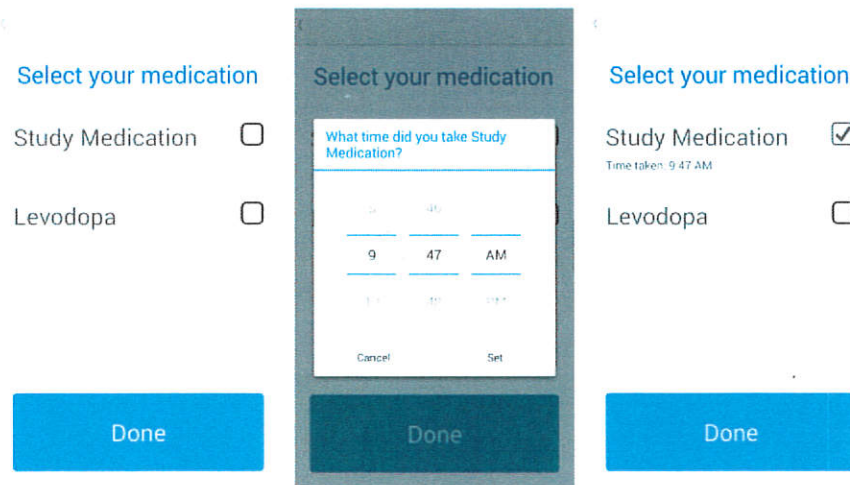 Select your medication
Study Medication
Levodopa
Done
Select your medication
What time did you take Study
Medication?
9 47 AM
Cancel Set
Done
Select your medication
Study Medication
Time taken: 9:47 AM
Levodopa
Done